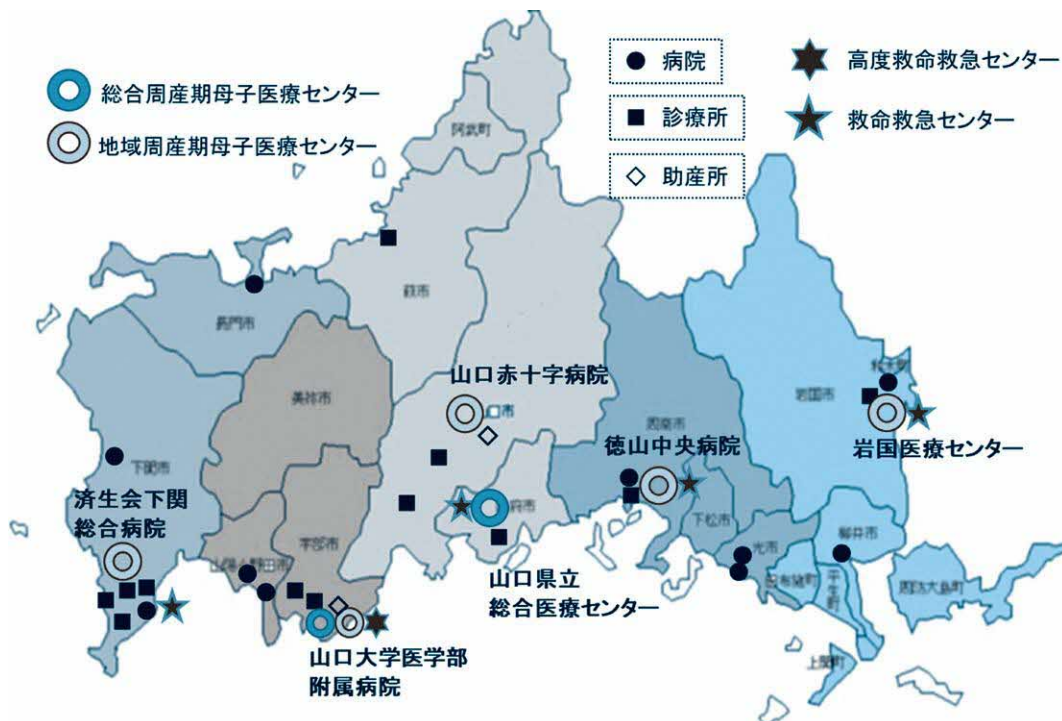 総合周産期母子医療センター
地域周産期母子医療センター
病院
診療所
助産所
高度救命救急センター
救命救急センター
阿武町
萩市
長門市
美祢市
山口赤十字病院
口市
周南市
岩国市
和木町
徳山中央病院
岩国医療センター
下関市
済生会下関
総合病院
宇部市
府市
下松市
光市
柳井市
田布施町
平生町
周防大島町
上関町
山口県立
総合医療センター
山口大学医学部
附属病院